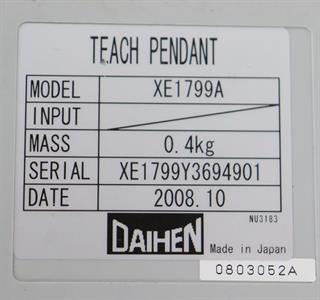 TEACH PENDANT
MODEL XE1799A
INPUT
MASS 0.4kg
SERIAL XE1799Y3694901
DATE 2008.10
NU3183
DAIHEN Made in Japan
0803052A